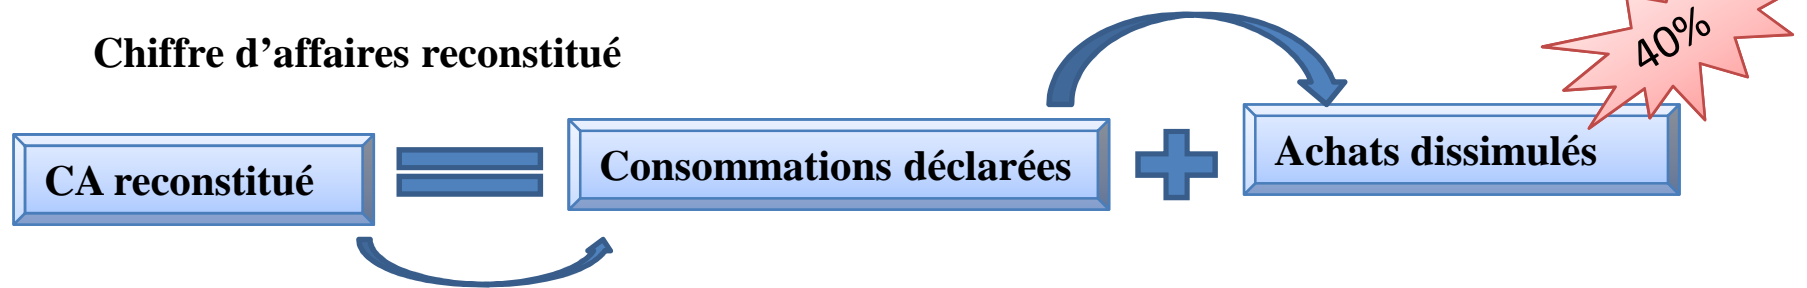 Chiffre d’affaires reconstitué
40%
CA reconstitué
Consommations déclarées
Achats dissimulés